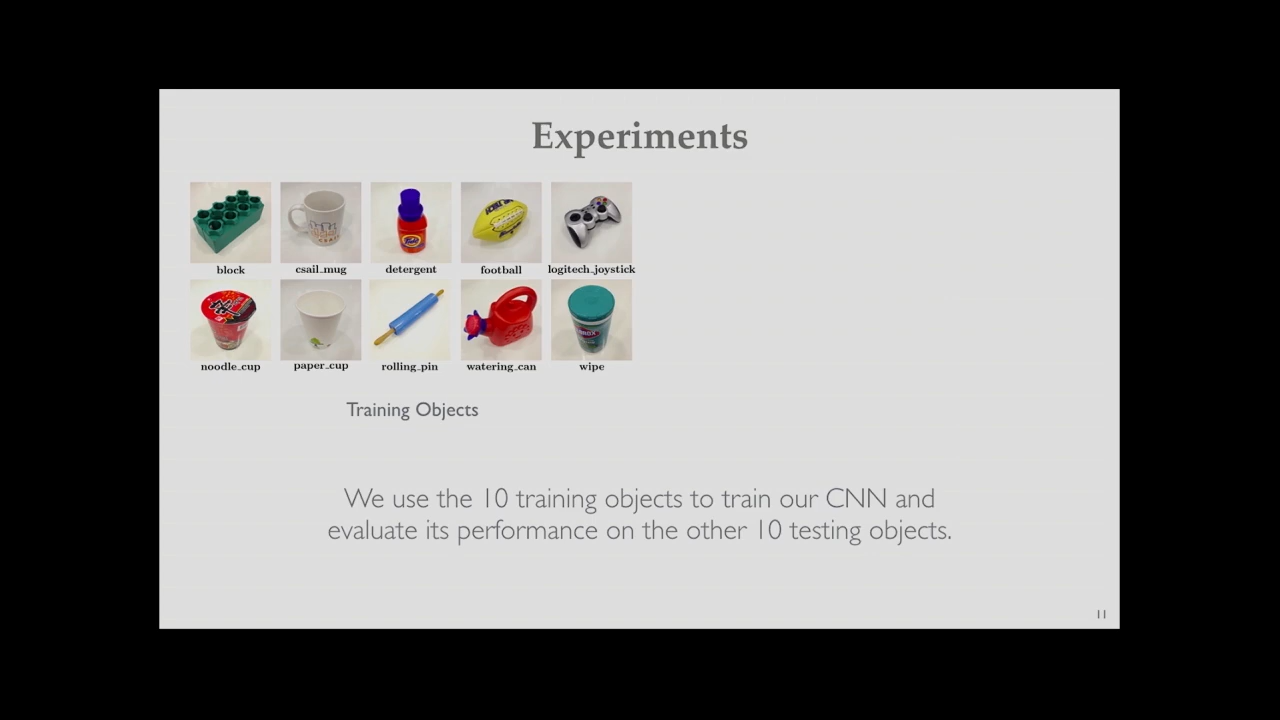 Experiments
block csail_mug detergent football logitech_joystick
noodle_cup paper_cup rolling_pin watering_can wipe
Training Objects
We use the 10 training objects to train our CNN and
evaluate its performance on the other 10 testing objects.
11